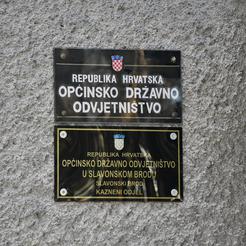 REPUBLIKA HRVATSKA
OPĆINSKO DRŽAVNO
ODVJETNIŠTVO
REPUBLIKA HRVATSKA
OPĆINSKO DRŽAVNO ODVJETNIŠTVO
U SLAVONSKOM BRODU
SLAVONSKI BROD
KAZNENI ODJEL